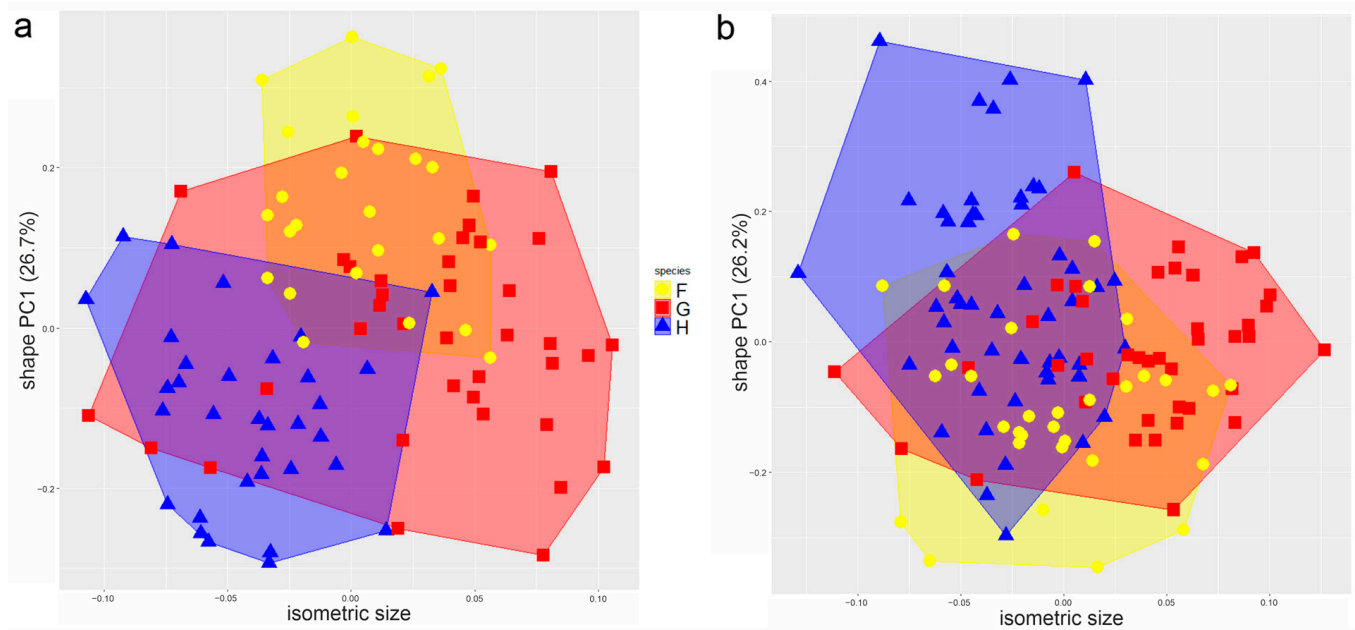 a
shape PC1 (26.7%)
0.2
0.0
−0.2
−0.10
−0.05
0.00
0.05
0.10
isometric size
species
F
G
H
b
shape PC1 (26.2%)
0.4
0.2
0.0
−0.2
−0.10
−0.05
0.00
0.05
0.10
isometric size